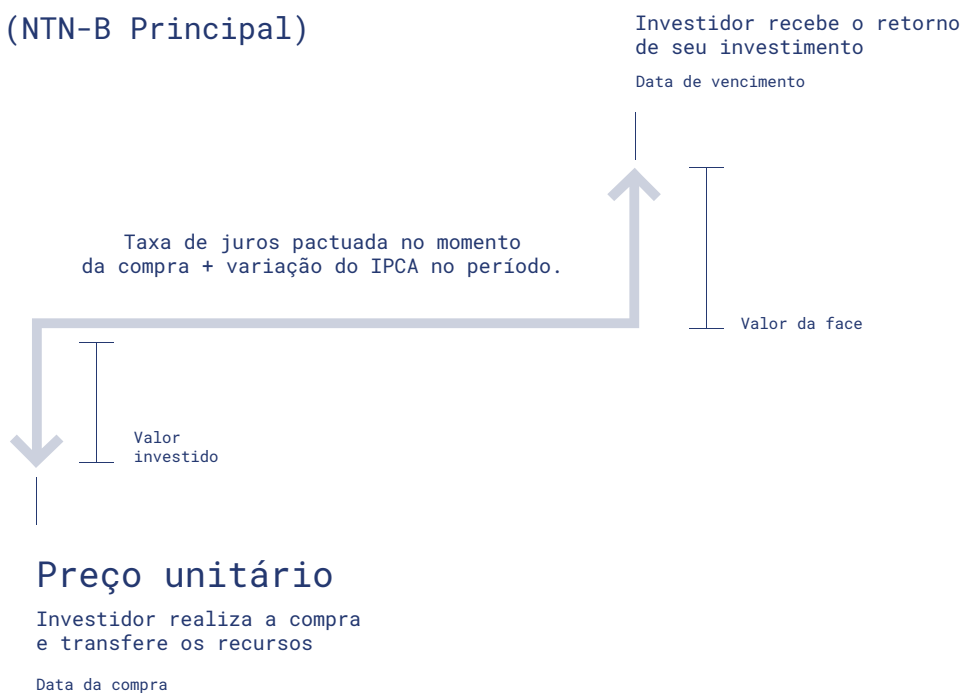 (NTN-B Principal)
Investidor recebe o retorno
de seu investimento
Data de vencimento
Taxa de juros pactuada no momento
da compra + variação do IPCA no período.
Valor da face
Valor
investido
Preço unitário
Investidor realiza a compra
e transfere os recursos
Data da compra